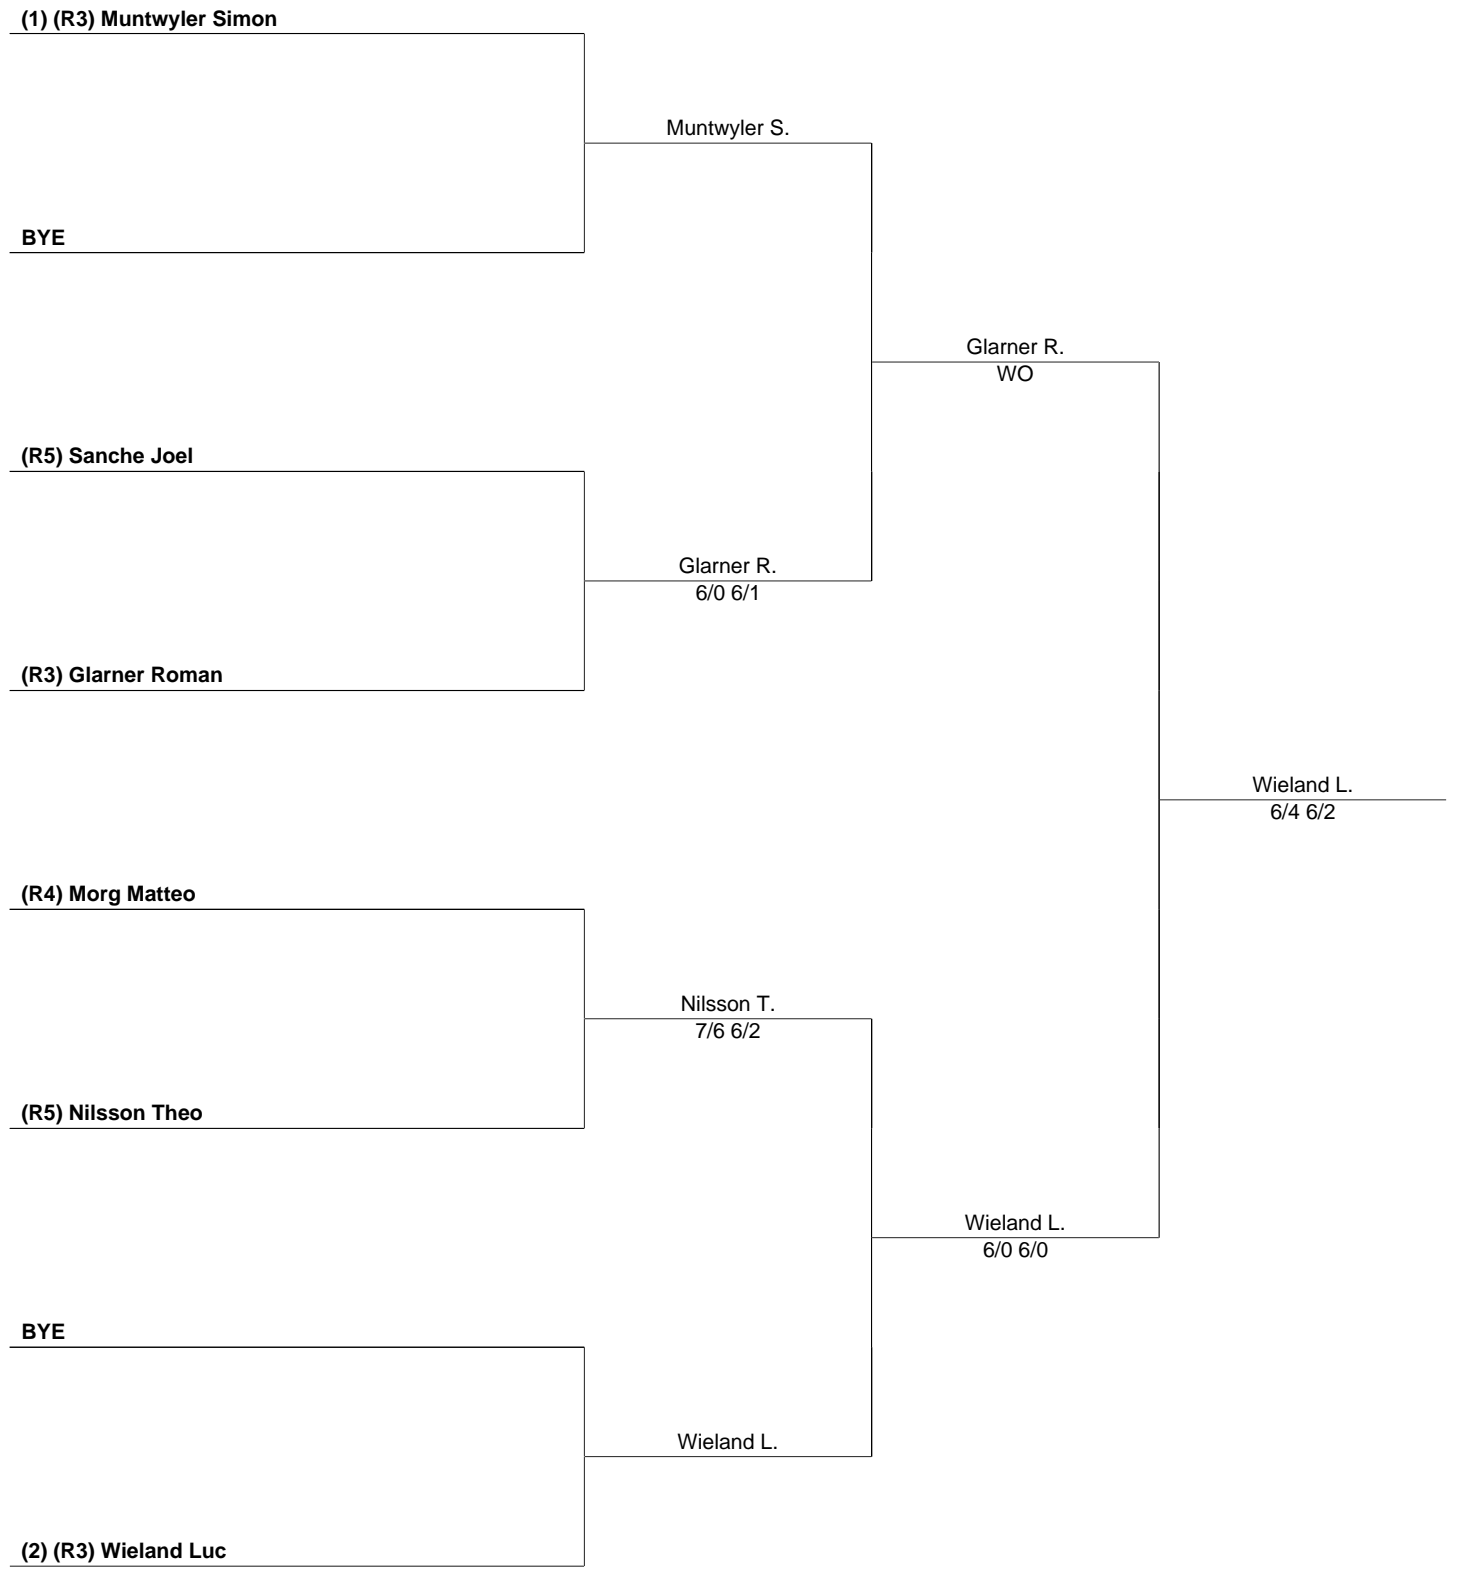 (1) (R3) Muntwyler Simon
Muntwyler S.
BYE
Glarner R.
WO
(R5) Sanche Joel
Glarner R.
6/0 6/1
(R3) Glarner Roman
Wieland L.
6/4 6/2
(R4) Morg Matteo
Nilsson T.
7/6 6/2
(R5) Nilsson Theo
Wieland L.
6/0 6/0
BYE
Wieland L.
(2) (R3) Wieland Luc